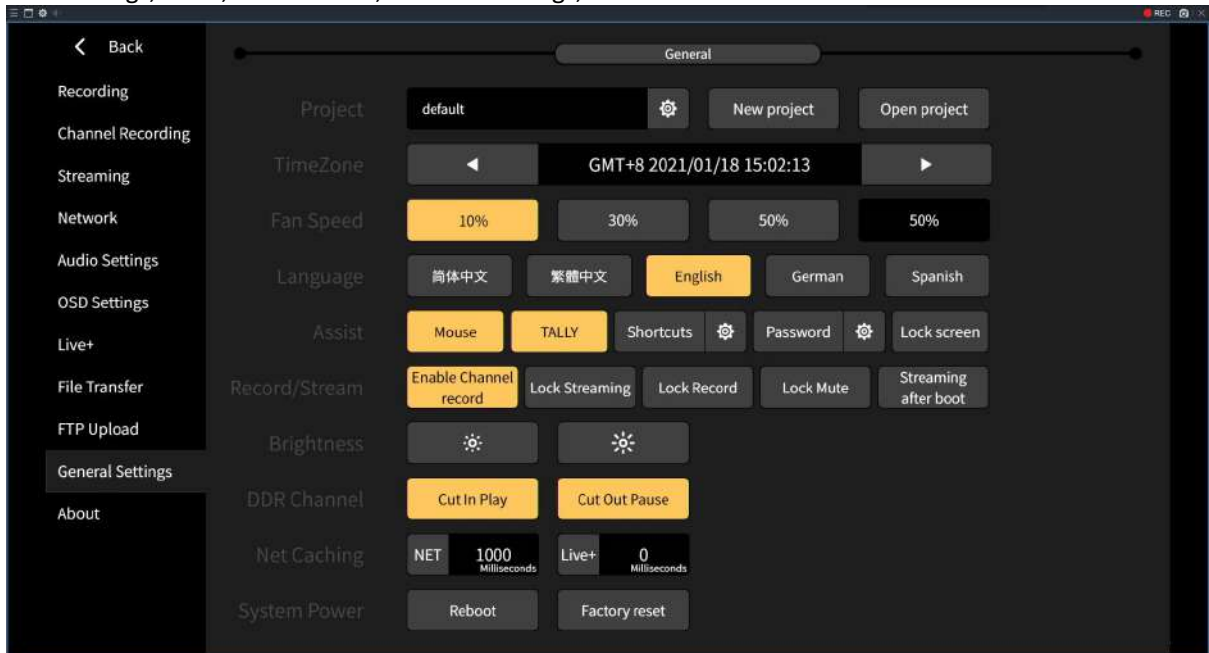 REC
Back
General
Recording
Project
default
New project
Open project
Channel Recording
TimeZone
GMT+8 2021/01/18 15:02:13
Streaming
Network
Fan Speed
10%
30%
50%
50%
Audio Settings
Language
简体中文
繁體中文
English
German
Spanish
OSD Settings
Live+
Assist
Mouse
TALLY
Shortcuts
Password
Lock screen
File Transfer
Record/Stream
Enable Channel
record
Lock Streaming
Lock Record
Lock Mute
Streaming
after boot
FTP Upload
Brightness
General Settings
DDR Channel
Cut In Play
Cut Out Pause
About
Net Caching
NET
1000
Milliseconds
Live+
0
Milliseconds
System Power
Reboot
Factory reset